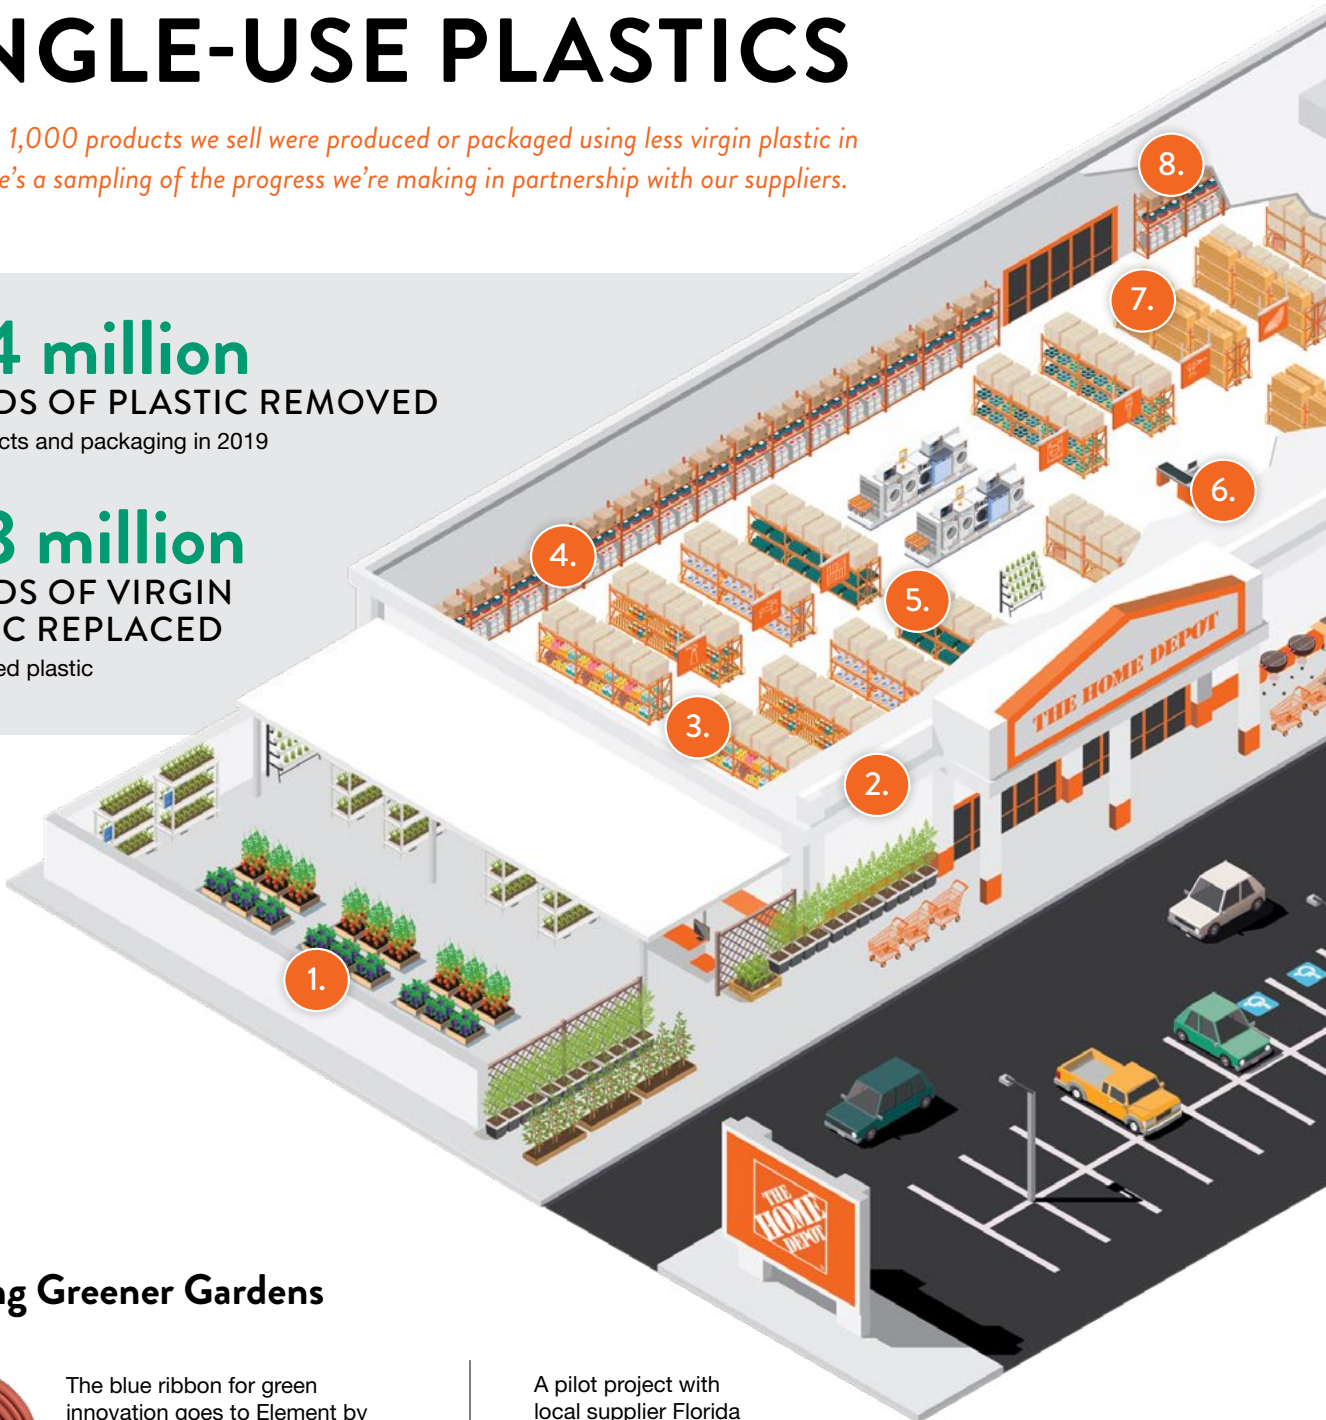 NGLE-USE PLASTICS
1,000 products we sell were produced or packaged using less virgin plastic in
e's a sampling of the progress we're making in partnership with our suppliers.
4 million
DS OF PLASTIC REMOVED
cts and packaging in 2019
3 million
DS OF VIRGIN
C REPLACED
ed plastic
8.
7.
6.
4.
5.
THE HOME DEPOT
3.
2.
1.
THE
HOME
DEPOT
ng Greener Gardens
The blue ribbon for green
innovation goes to Element by
A pilot project with
local supplier Florida